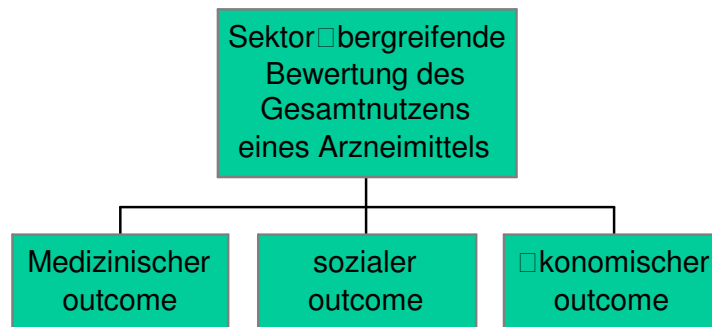 Sektor□bergreifende
Bewertung des
Gesamtnutzens
eines Arzneimittels
Medizinischer
outcome
sozialer
outcome
□konomischer
outcome